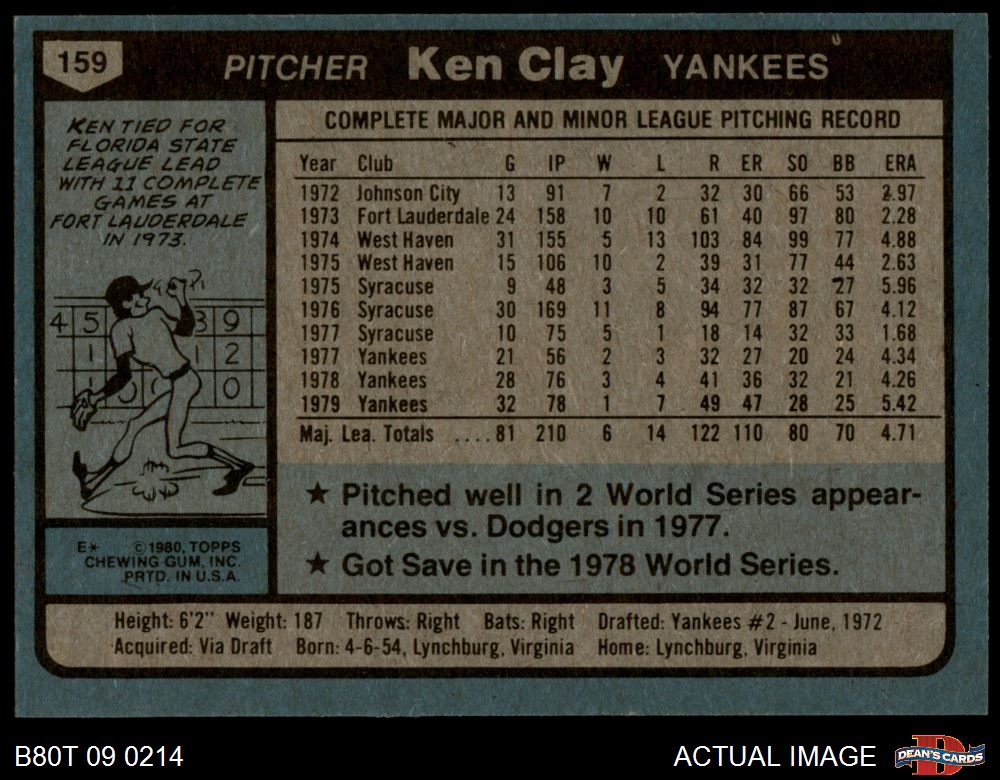 159 PITCHER Ken Clay YANKEES
KEN TIED FOR
FLORIDA STATE
LEAGUE LEAD
WITH 11 COMPLETE
GAMES AT
FORT LAUDERDALE
IN 1973.
4 5 3 9
1 1 2
1 0 1 0
E* ©1980, TOPPS
CHEWING GUM, INC.
PRTD. IN U.S.A.
COMPLETE MAJOR AND MINOR LEAGUE PITCHING RECORD
Year Club G IP W L R ER SO BB ERA
1972 Johnson City 13 91 7 2 32 30 66 53 2.97
1973 Fort Lauderdale 24 158 10 10 61 40 97 80 2.28
1974 West Haven 31 155 5 13 103 84 99 77 4.88
1975 West Haven 15 106 10 2 39 31 77 44 2.63
1975 Syracuse 9 48 3 5 34 32 32 27 5.96
1976 Syracuse 30 169 11 8 94 77 87 67 4.12
1977 Syracuse 10 75 5 1 18 14 32 33 1.68
1977 Yankees 21 56 2 3 32 27 20 24 4.34
1978 Yankees 28 76 3 4 41 36 32 21 4.26
1979 Yankees 32 78 1 7 49 47 28 25 5.42
Maj. Lea. Totals ....81 210 6 14 122 110 80 70 4.71
★ Pitched well in 2 World Series appear-
ances vs. Dodgers in 1977.
★ Got Save in the 1978 World Series.
Height: 6'2" Weight: 187 Throws: Right Bats: Right Drafted: Yankees #2 - June, 1972
Acquired: Via Draft Born: 4-6-54, Lynchburg, Virginia Home: Lynchburg, Virginia
B80T 09 0214 ACTUAL IMAGE DEAN'S CARDS